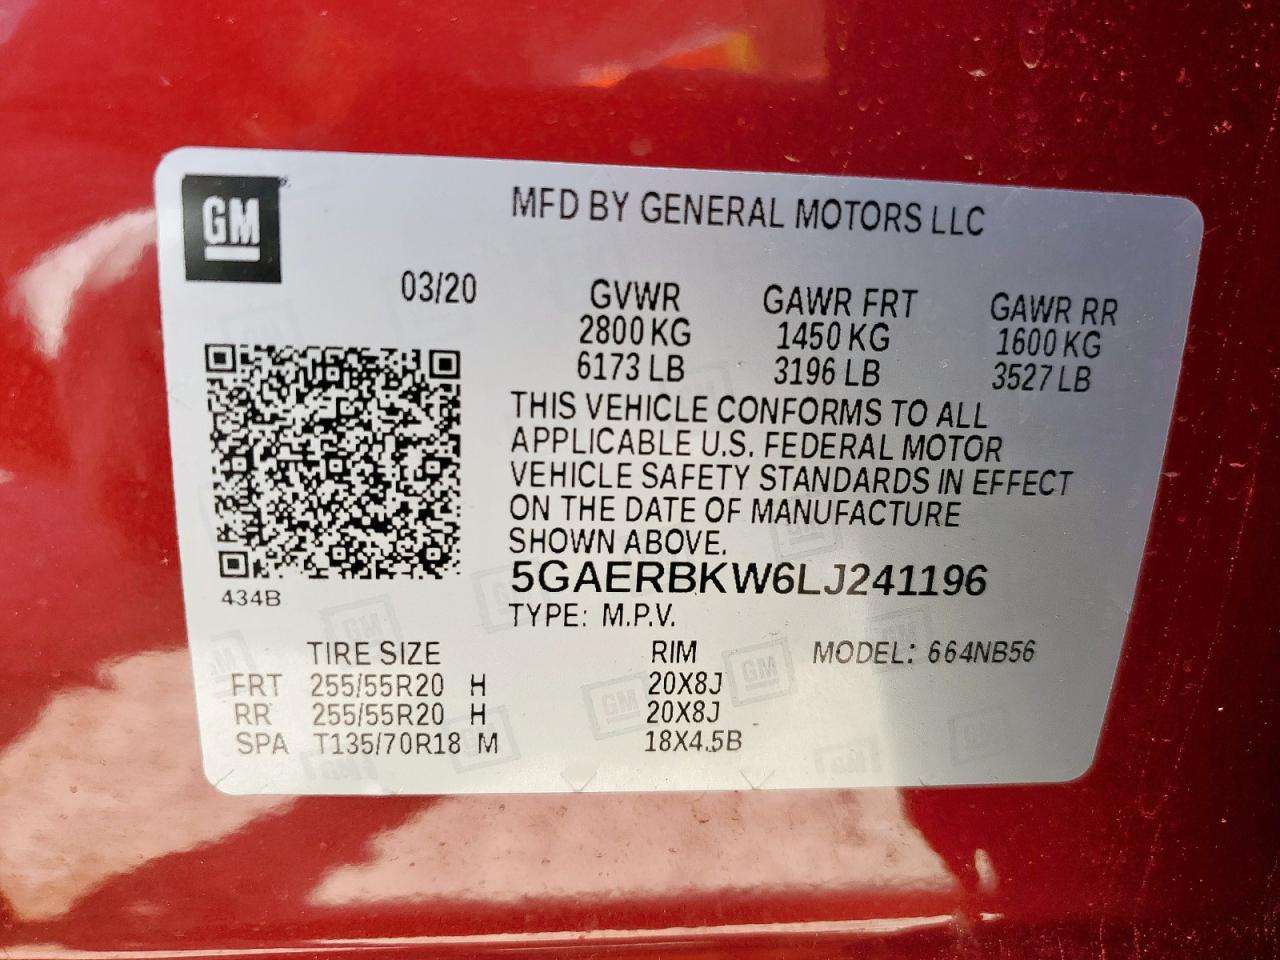 GM
MFD BY GENERAL MOTORS LLC
03/20
GVWR GAWR FRT GAWR RR
2800 KG 1450 KG 1600 KG
6173 LB 3196 LB 3527 LB
THIS VEHICLE CONFORMS TO ALL
APPLICABLE U.S. FEDERAL MOTOR
VEHICLE SAFETY STANDARDS IN EFFECT
ON THE DATE OF MANUFACTURE
SHOWN ABOVE.
5GAERBKW6LJ241196
434B
TYPE: M.P.V.
TIRE SIZE RIM MODEL: 664NB56
FRT 255/55R20 H 20X8J
RR 255/55R20 H 20X8J
SPA T135/70R18 M 18X4.5B